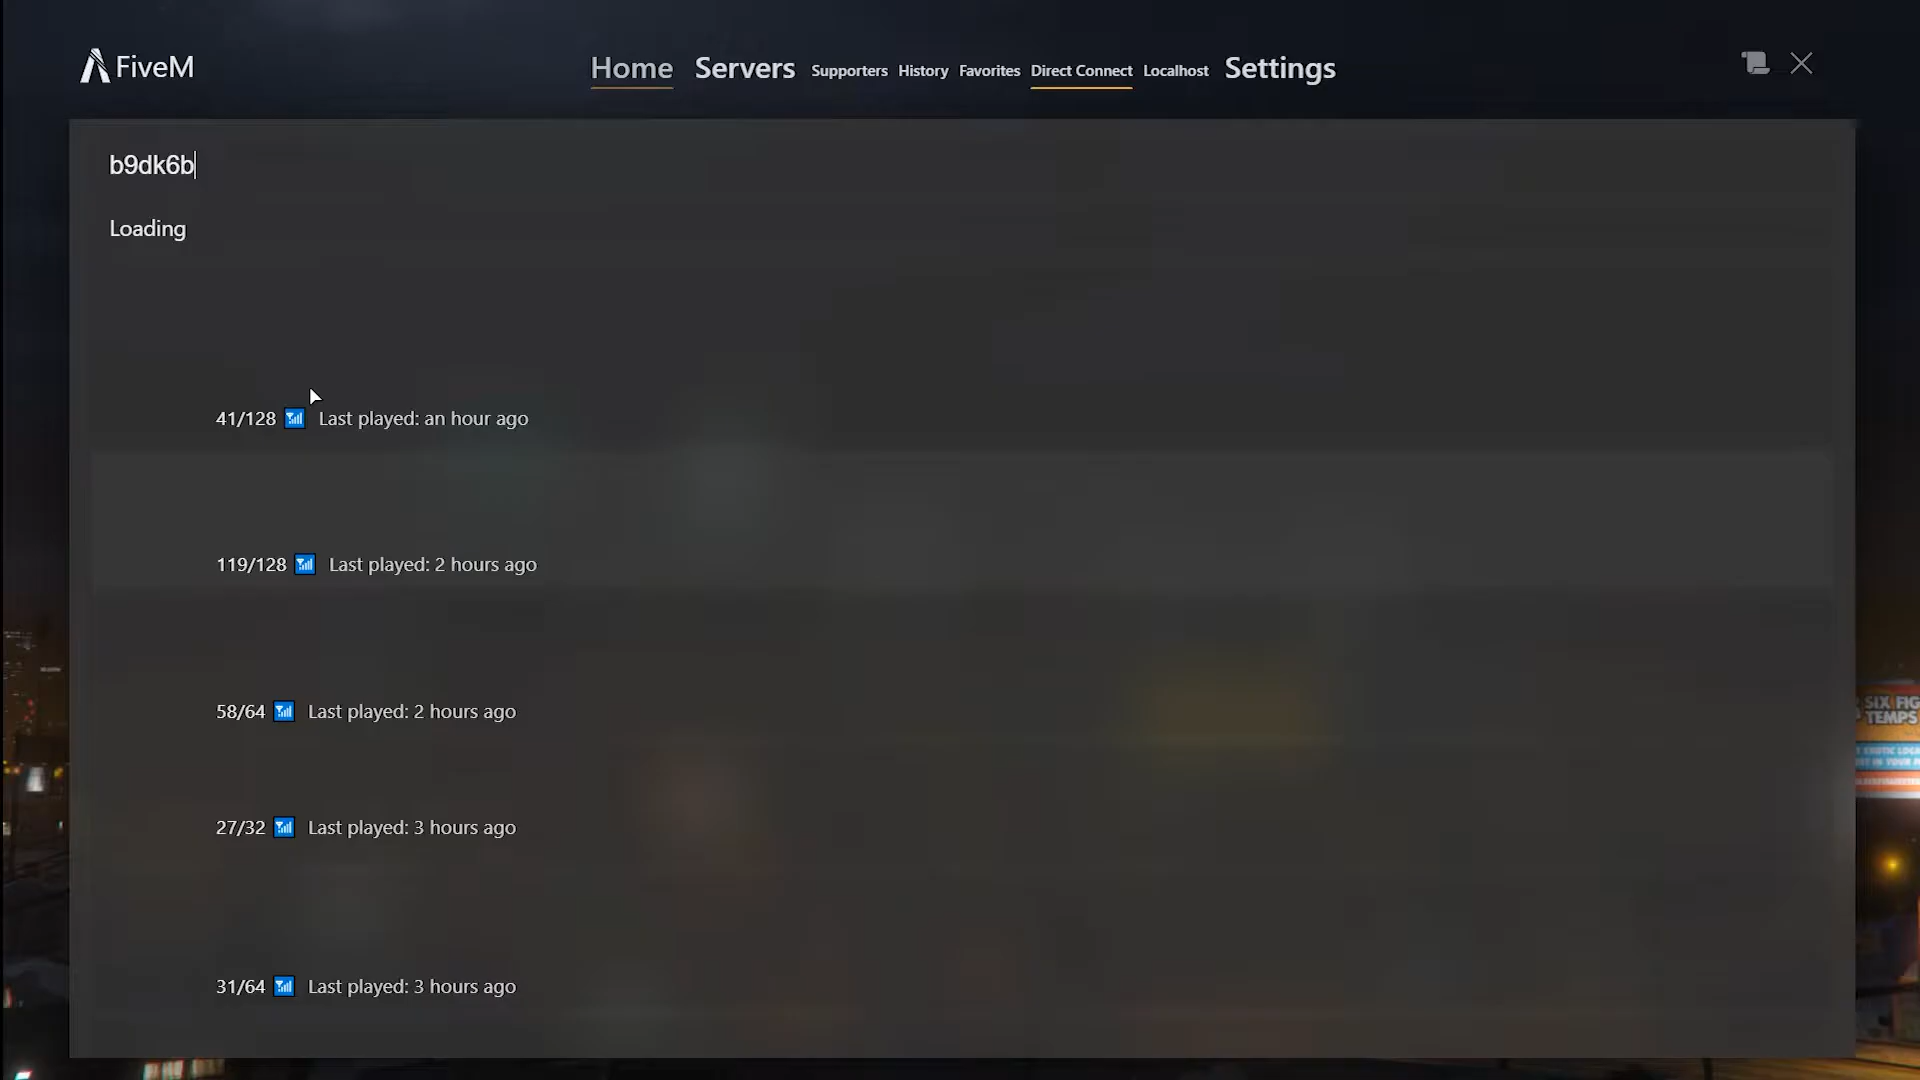 FiveM
Home Servers Supporters History Favorites Direct Connect Localhost Settings
b9dk6b
Loading
41/128 Last played: an hour ago
119/128 Last played: 2 hours ago
58/64 Last played: 2 hours ago
27/32 Last played: 3 hours ago
31/64 Last played: 3 hours ago
SIX FIG
TEMPS